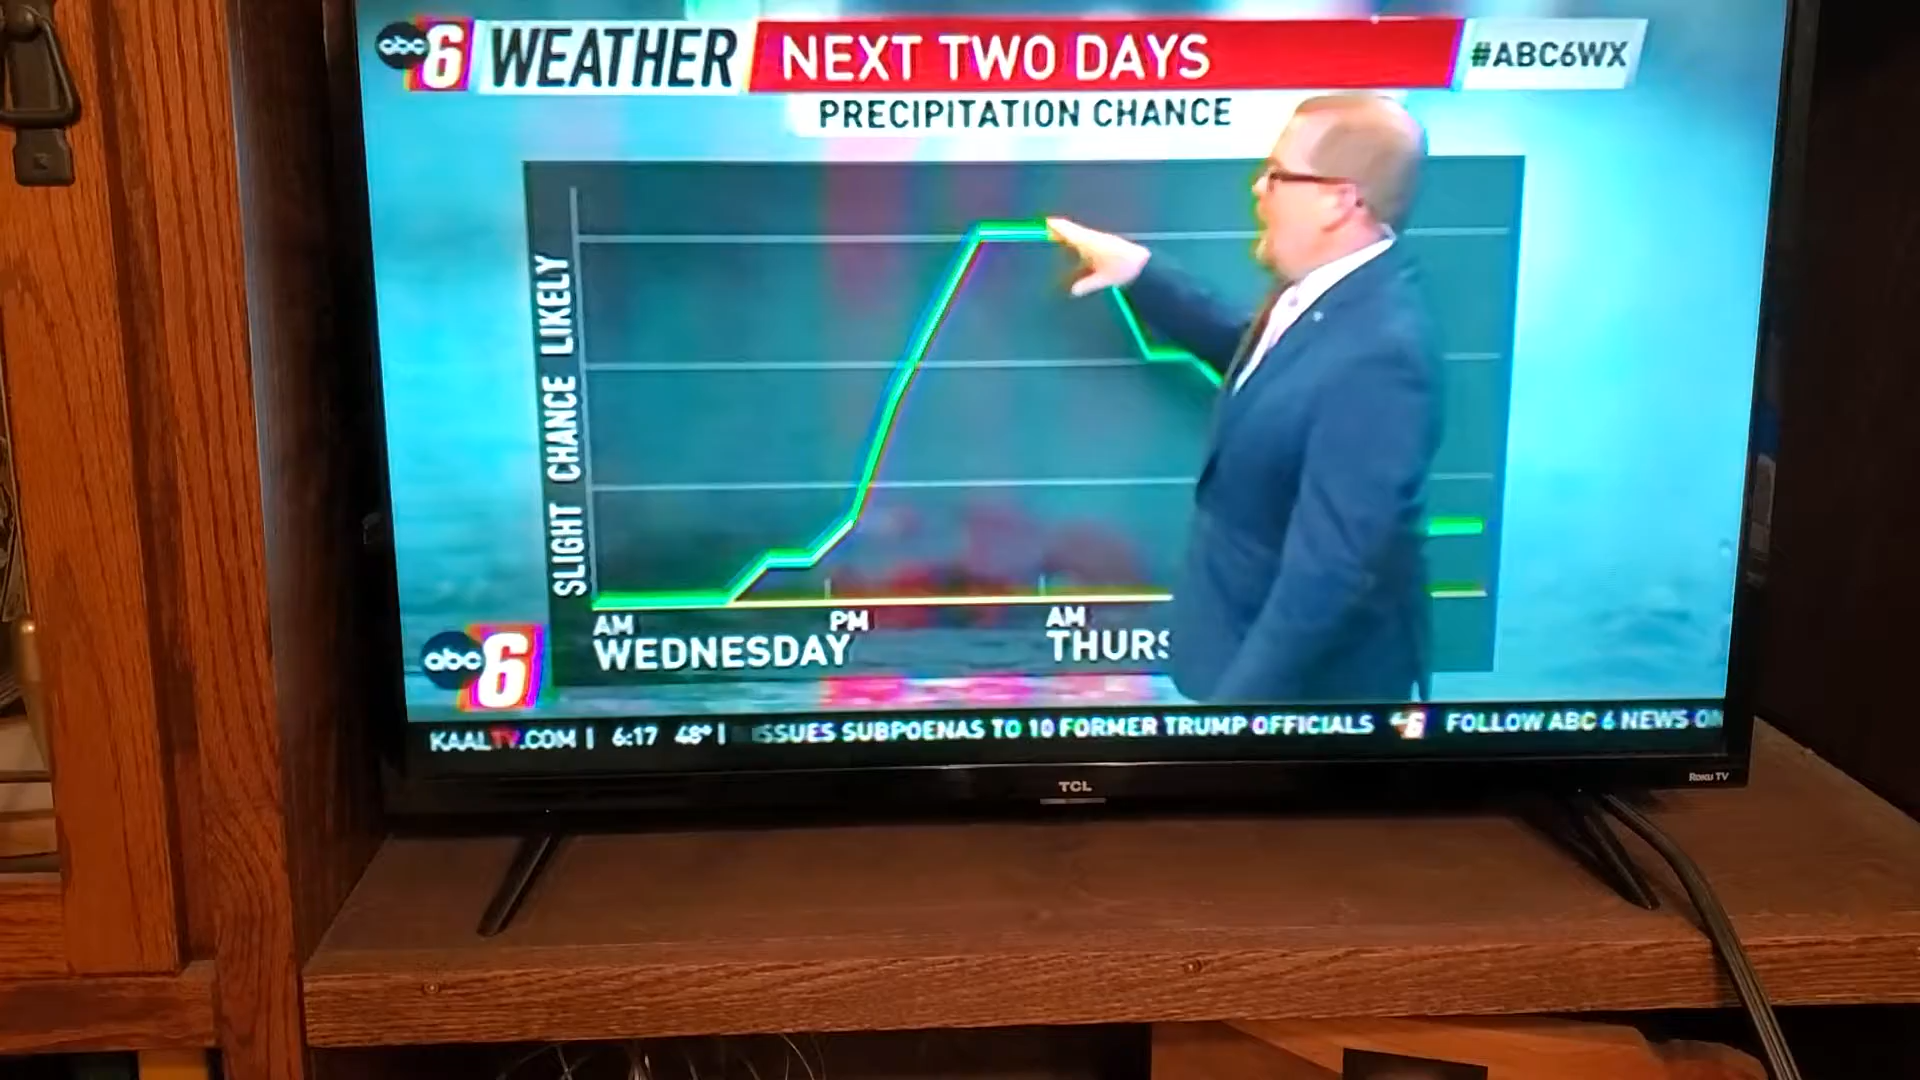 abc 6 WEATHER NEXT TWO DAYS #ABC6WX
PRECIPITATION CHANCE
SLIGHT CHANCE LIKELY
AM PM AM
WEDNESDAY THURS
abc 6
KAALTV.COM | 6:17 48° | ISSUES SUBPOENAS TO 10 FORMER TRUMP OFFICIALS 6 FOLLOW ABC 6 NEWS ON
TCL
Roku TV